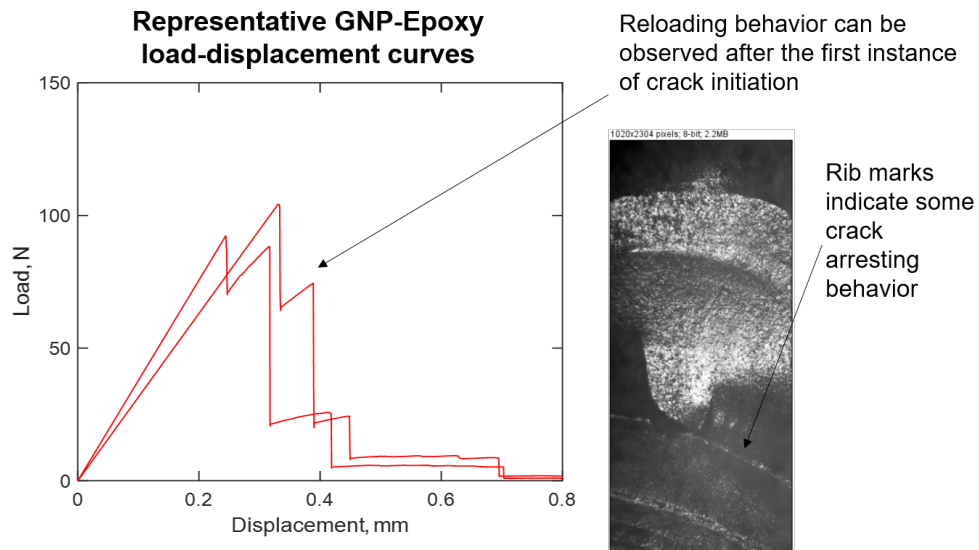 Representative GNP-Epoxy
load-displacement curves
Reloading behavior can be
observed after the first instance
of crack initiation
150
100
50
0
Load, N
0
0.2
0.4
0.6
0.8
Displacement, mm
1020x2304 pixels; 8-bit; 2.2MB
Rib marks
indicate some
crack
arresting
behavior